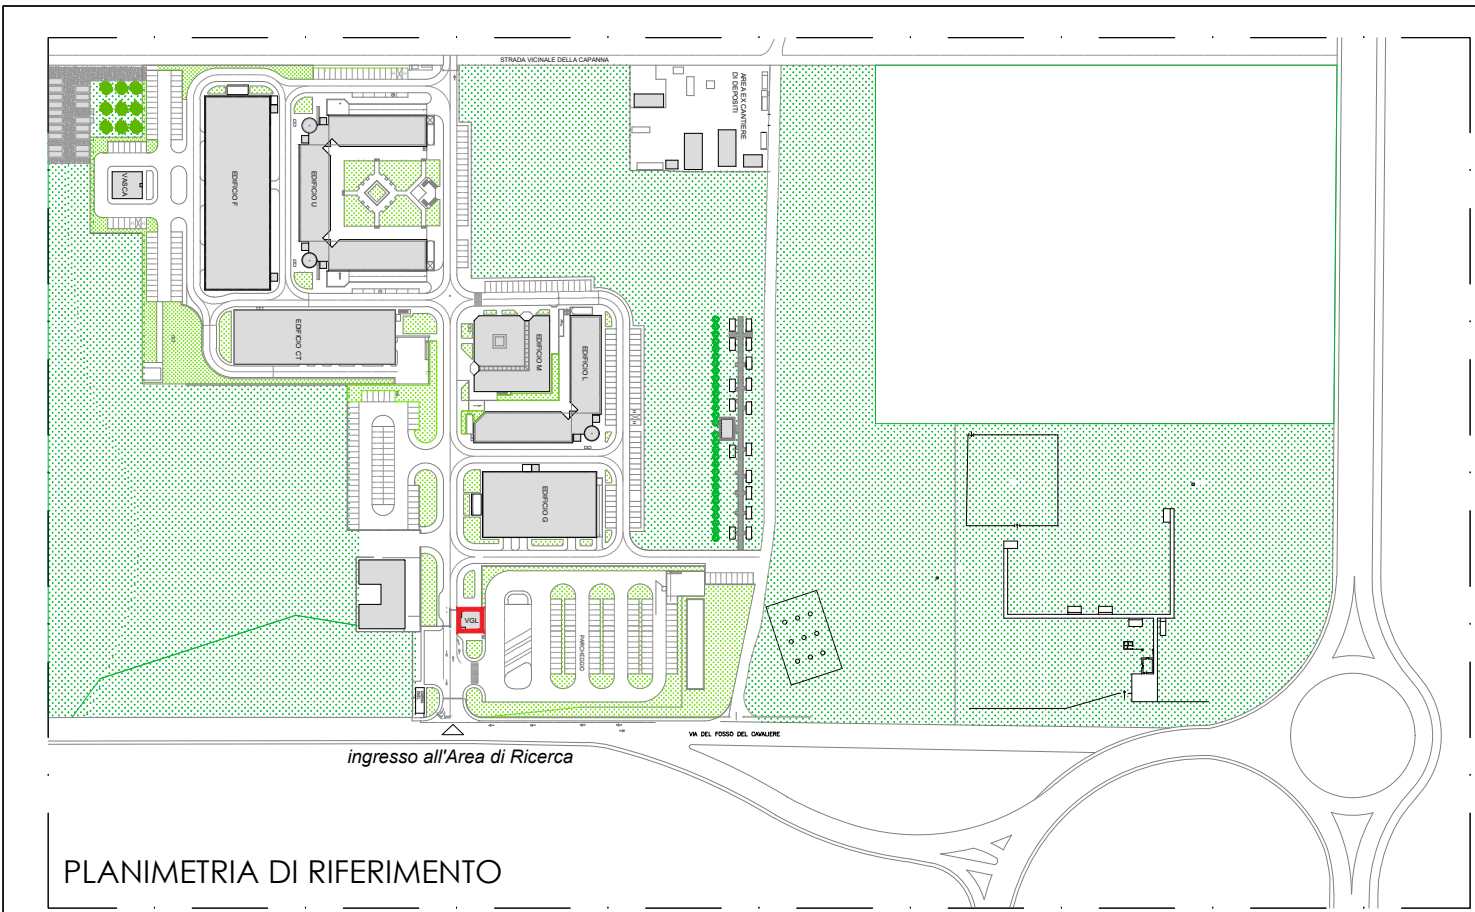 STRADA VICINALE DELLA CAPANNA
AREA EX CANTIERE
DI DEPOSITI
VASCA
EDIFICIO F
EDIFICIO U
EDIFICIO CT
EDIFICIO M
EDIFICIO L
EDIFICIO G
VGL
PARCHEGGIO
VIA DEL FOSSO DEL CAVALIERE
ingresso all'Area di Ricerca
PLANIMETRIA DI RIFERIMENTO